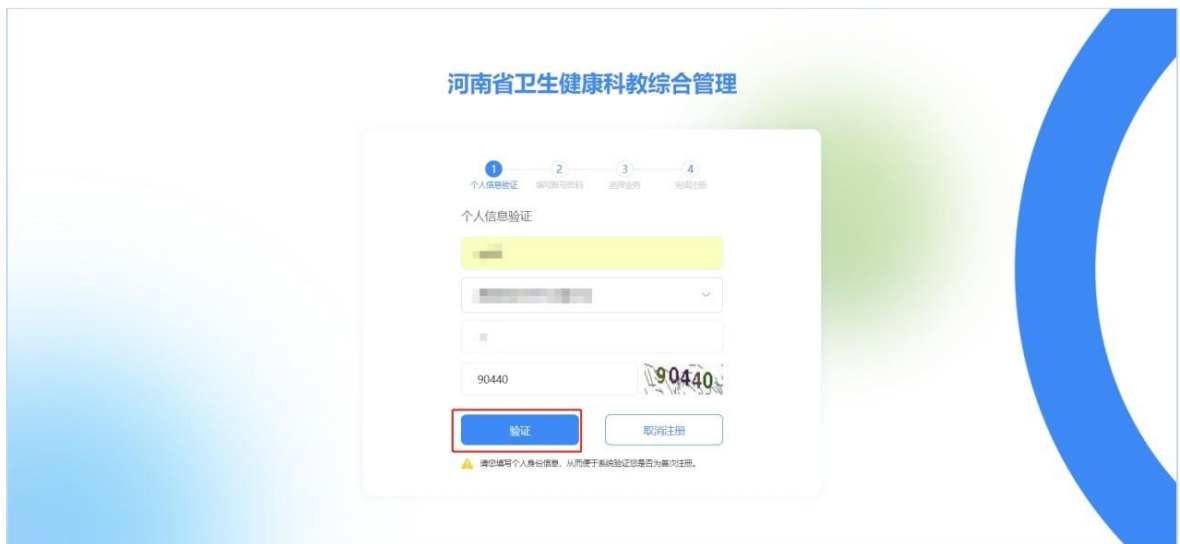 河南省卫生健康科教综合管理
1 2 3 4
个人信息验证 填写账号密码 选择业务 完成注册
个人信息验证
90440 90440
验证 取消注册
请您填写个人身份信息，从而便于系统验证您是否为首次注册。